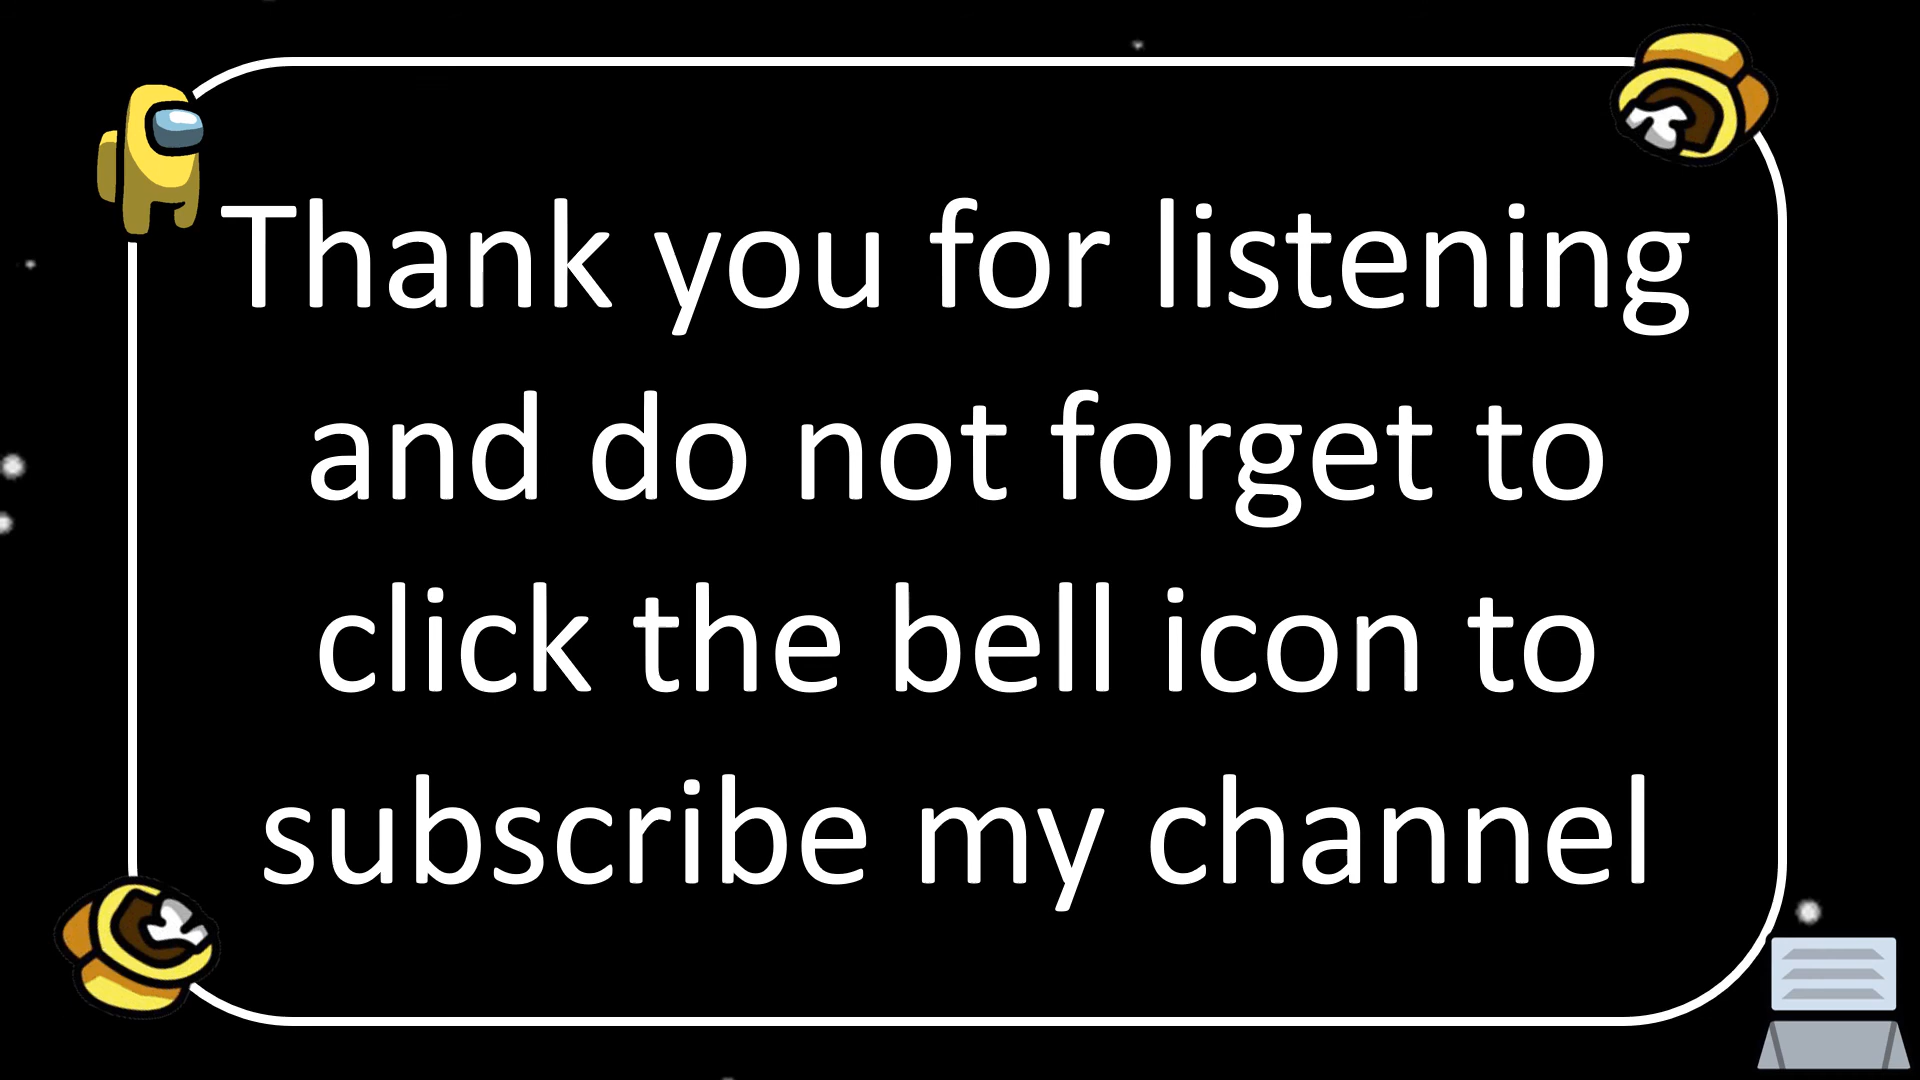 Thank you for listening
and do not forget to
click the bell icon to
subscribe my channel